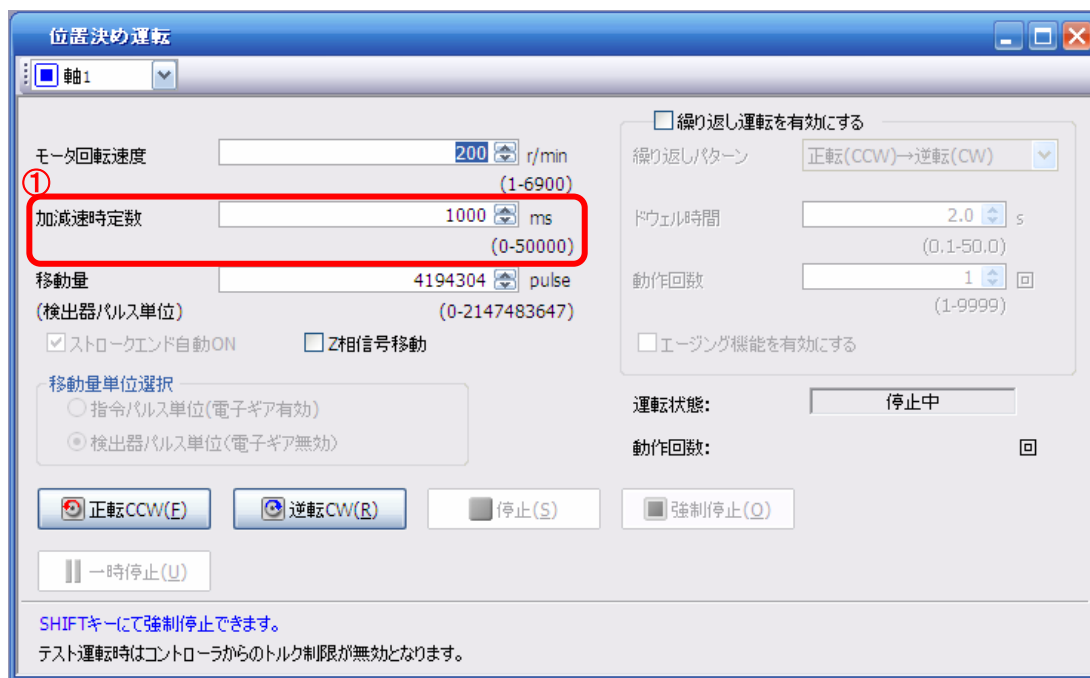 位置決め運転
軸1
モータ回転速度
200
r/min
(1-6900)
①
加減速時定数
1000
ms
(0-50000)
移動量
4194304
pulse
(検出器パルス単位)
(0-2147483647)
ストロークエンド自動ON
Z相信号移動
移動量単位選択
指令パルス単位(電子ギア有効)
検出器パルス単位(電子ギア無効)
繰り返し運転を有効にする
繰り返しパターン
正転(CCW)→逆転(CW)
ドウェル時間
2.0
s
(0.1-50.0)
動作回数
1
回
(1-9999)
エージング機能を有効にする
運転状態:
停止中
動作回数:
回
正転CCW(F)
逆転CW(R)
停止(S)
強制停止(O)
一時停止(U)
SHIFTキーにて強制停止できます。
テスト運転時はコントローラからのトルク制限が無効となります。